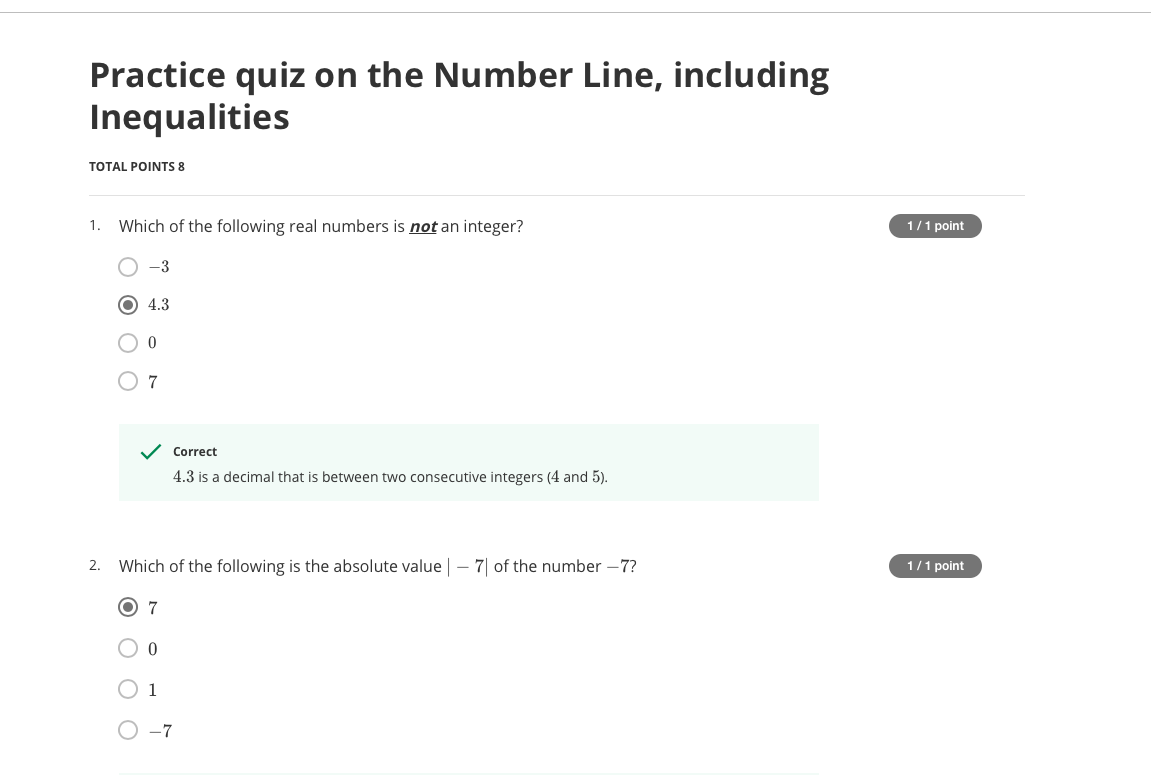 Practice quiz on the Number Line, including
Inequalities
TOTAL POINTS 8
1. Which of the following real numbers is not an integer? 1 / 1 point
−3
4.3
0
7
Correct
4.3 is a decimal that is between two consecutive integers (4 and 5).
2. Which of the following is the absolute value | − 7| of the number −7? 1 / 1 point
7
0
1
−7